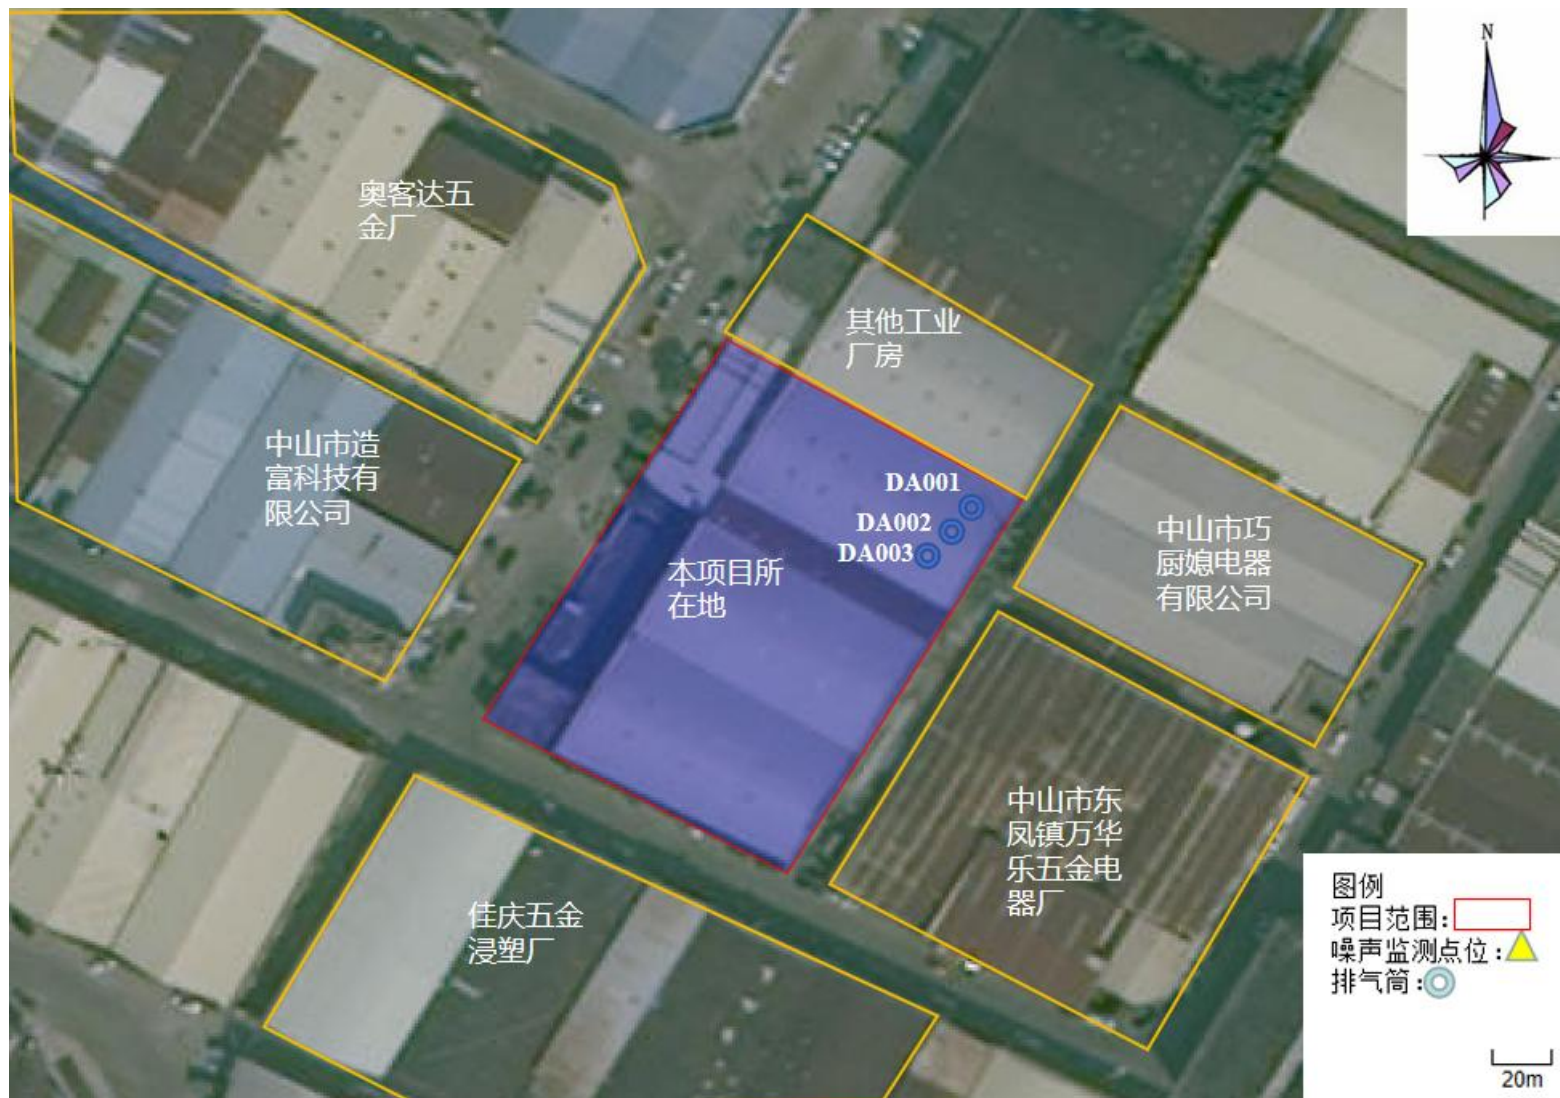 N
奥客达五
金厂
其他工业
厂房
中山市造
富科技有
限公司
DA001
DA002
DA003
本项目所
在地
中山市巧
厨媳电器
有限公司
中山市东
凤镇万华
乐五金电
器厂
佳庆五金
浸塑厂
图例
项目范围:
噪声监测点位:
排气筒:
20m